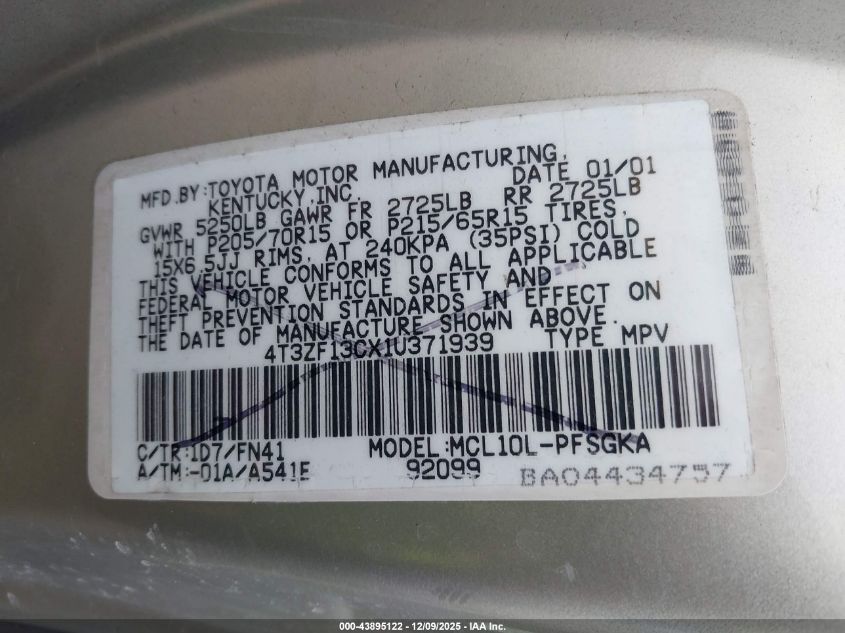 MFD.BY:TOYOTA MOTOR MANUFACTURING,
KENTUCKY,INC. DATE 01/01
GVWR 5250LB GAWR FR 2725LB RR 2725LB
WITH P205/70R15 OR P215/65R15 TIRES,
15X6.5JJ RIMS, AT 240KPA (35PSI) COLD
THIS VEHICLE CONFORMS TO ALL APPLICABLE
FEDERAL MOTOR VEHICLE SAFETY AND
THEFT PREVENTION STANDARDS IN EFFECT ON
THE DATE OF MANUFACTURE SHOWN ABOVE.
4T3ZF13CX1U371939 TYPE MPV
C/TR:1D7/FN41 MODEL:MCL10L-PFSGKA
A/TM:-01A/A541E 92099 BA04434757
000-43895122 | 12/09/2025 | IAA Inc.